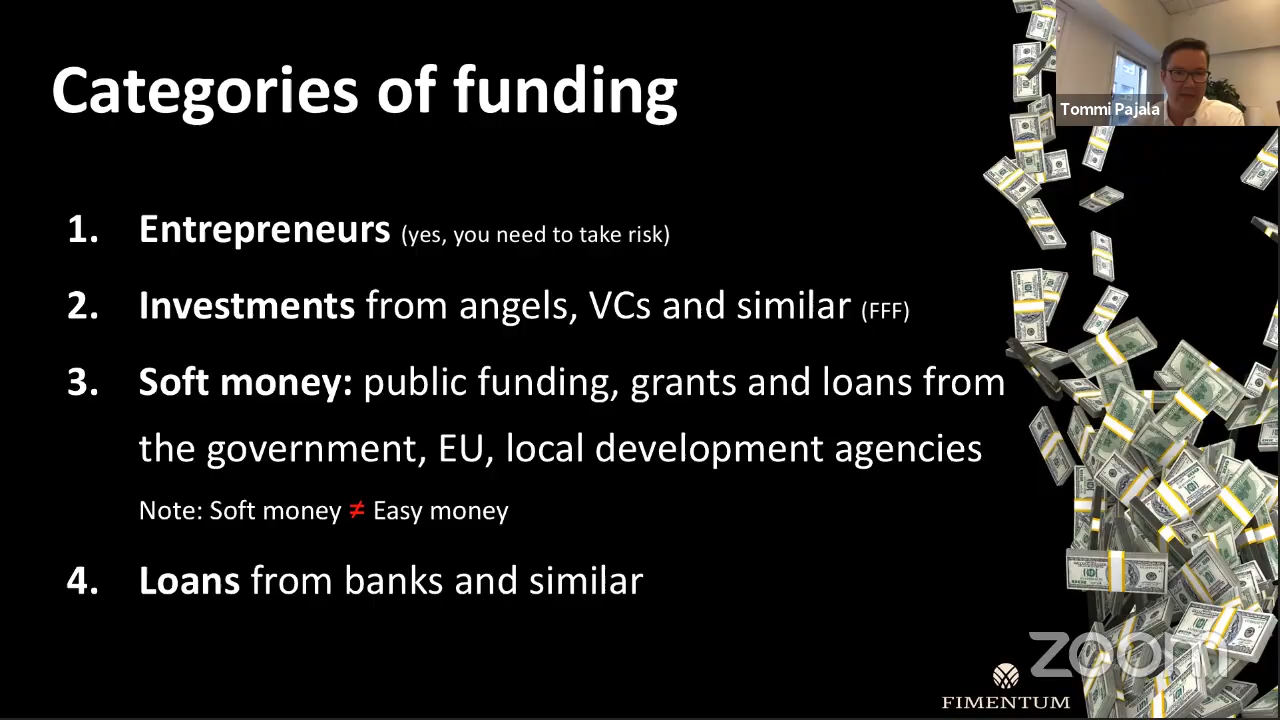 Categories of funding
Tommi Pajala
1. Entrepreneurs (yes, you need to take risk)
2. Investments from angels, VCs and similar (FFF)
3. Soft money: public funding, grants and loans from
the government, EU, local development agencies
Note: Soft money ≠ Easy money
4. Loans from banks and similar
zoom
FIMENTUM